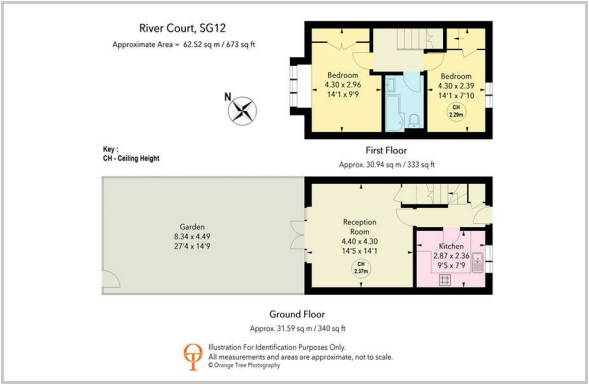 River Court, SG12
Approximate Area = 62.52 sq m / 673 sq ft
N
Key :
CH - Ceiling Height
Bedroom
4.30 x 2.96
14'1 x 9'9
Bedroom
4.30 x 2.39
14'1 x 7'10
CH
2.29m
First Floor
Approx. 30.94 sq m / 333 sq ft
Garden
8.34 x 4.49
27'4 x 14'9
Reception
Room
4.40 x 4.30
14'5 x 14'1
CH
2.37m
Kitchen
2.87 x 2.36
9'5 x 7'9
Ground Floor
Approx. 31.59 sq m / 340 sq ft
Illustration For Identification Purposes Only.
All measurements and areas are approximate, not to scale.
© Orange Tree Photography